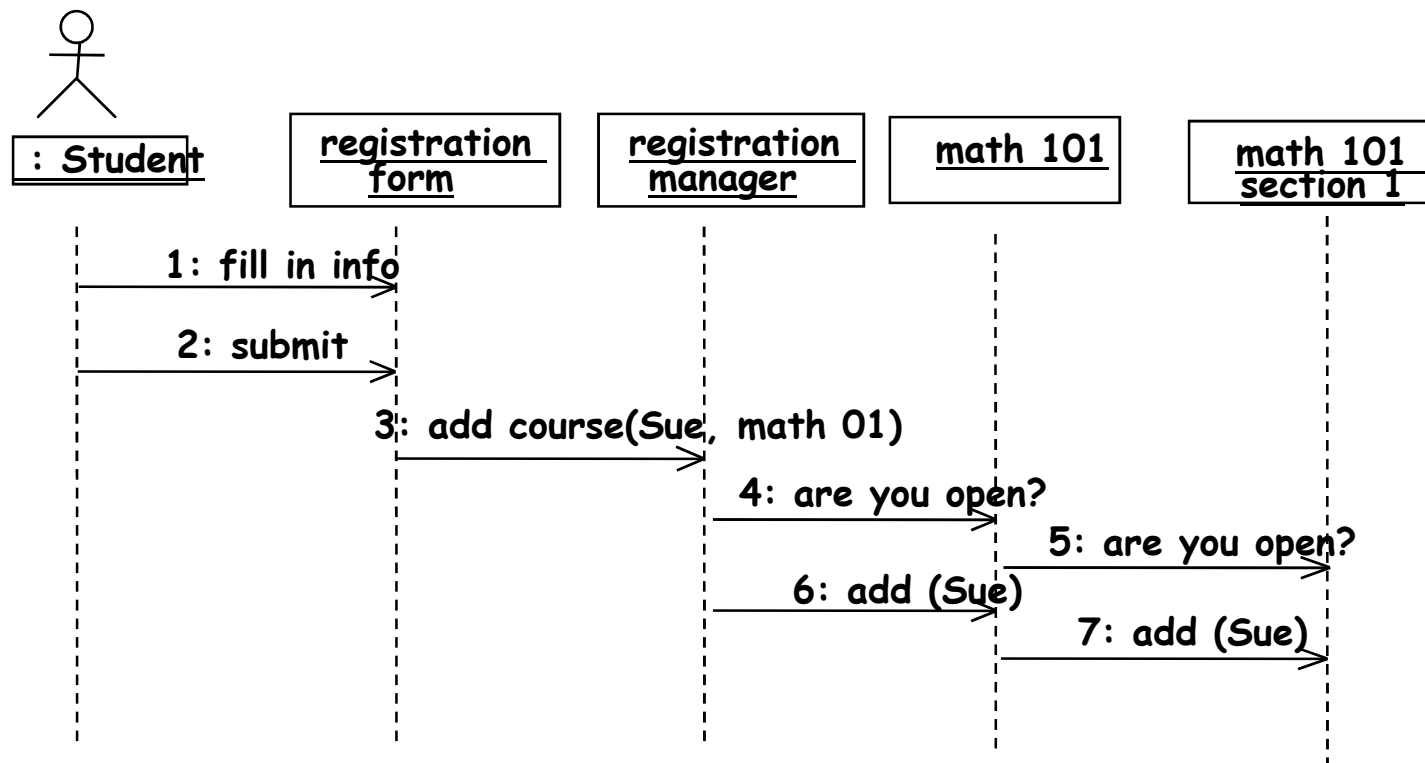 : Student
registration
form
registration
manager
math 101
math 101
section 1
1: fill in info
2: submit
3: add course(Sue, math 01)
4: are you open?
5: are you open?
6: add (Sue)
7: add (Sue)